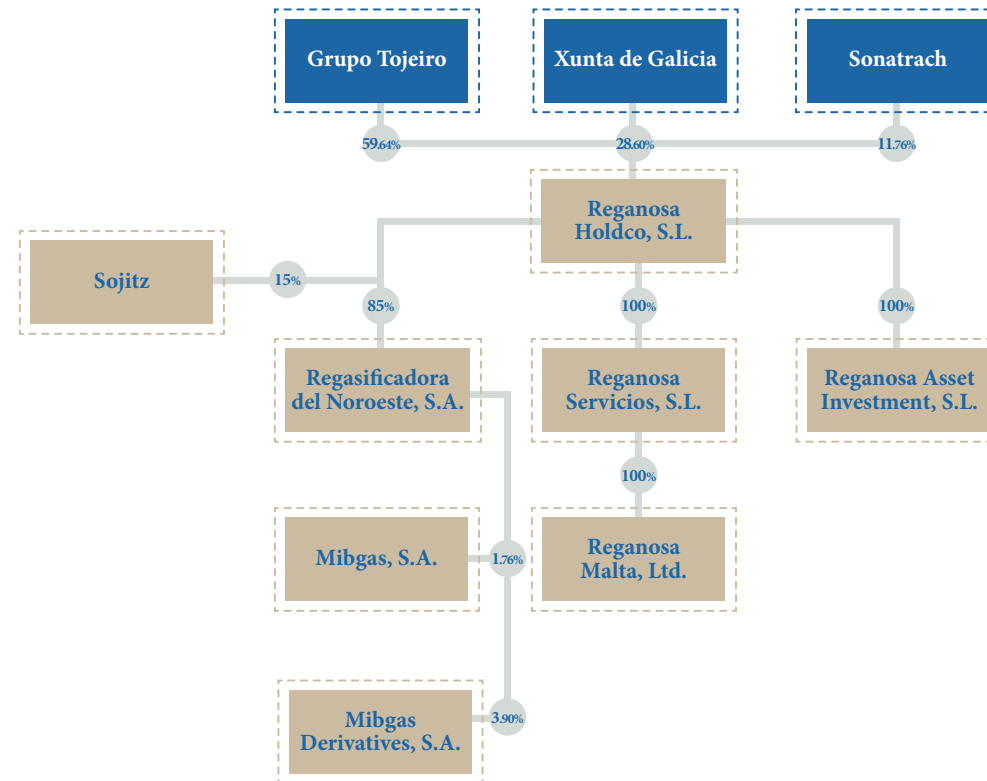 Grupo Tojeiro
Xunta de Galicia
Sonatrach
59.64%
28.60%
11.76%
Reganosa
Holdco, S.L.
Sojitz
15%
85%
100%
100%
Regasificadora
del Noroeste, S.A.
Reganosa
Servicios, S.L.
Reganosa Asset
Investment, S.L.
100%
Mibgas, S.A.
1.76%
Reganosa
Malta, Ltd.
Mibgas
Derivatives, S.A.
3.90%